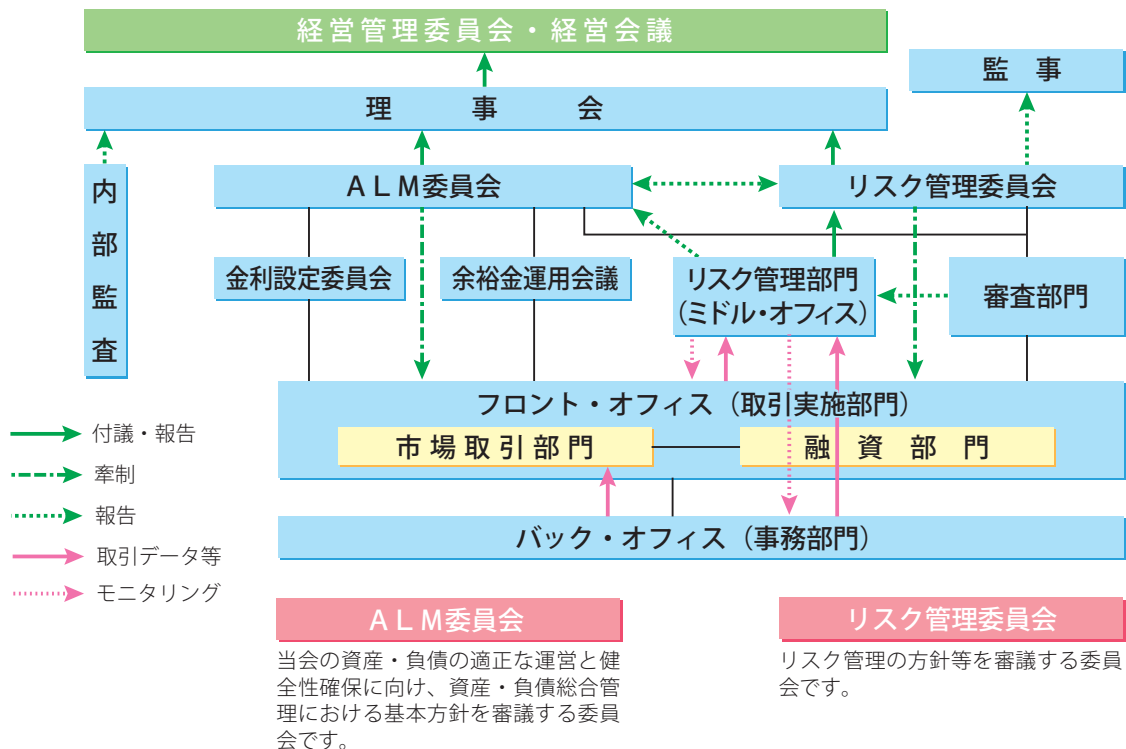 経営管理委員会・経営会議
監事
理事会
内部監査
ALM委員会
リスク管理委員会
金利設定委員会
余裕金運用会議
リスク管理部門
（ミドル・オフィス）
審査部門
フロント・オフィス（取引実施部門）
市場取引部門
融資部門
バック・オフィス（事務部門）
付議・報告
牽制
報告
取引データ等
モニタリング
ALM委員会
当会の資産・負債の適正な運営と健
全性確保に向け、資産・負債総合管
理における基本方針を審議する委員
会です。
リスク管理委員会
リスク管理の方針等を審議する委員
会です。